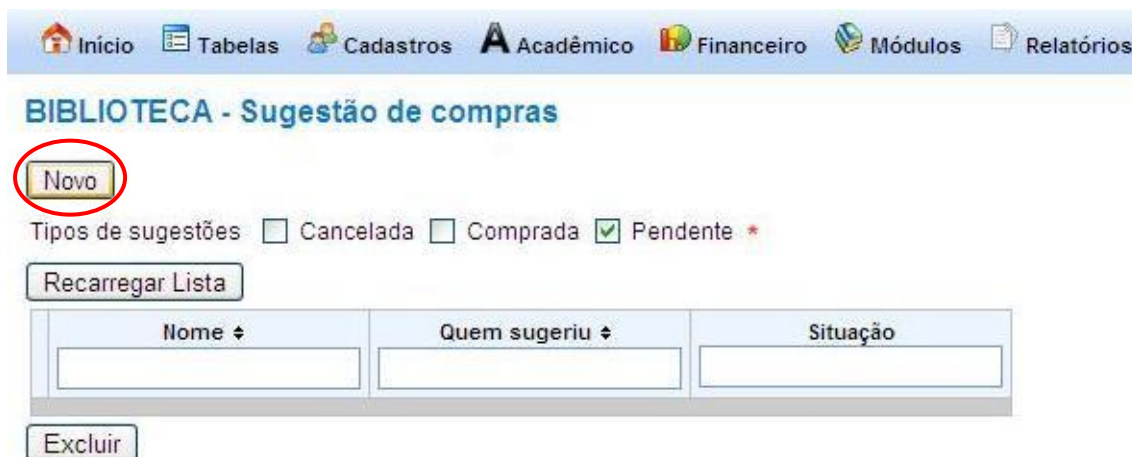 Início Tabelas Cadastros Acadêmico Financeiro Módulos Relatórios
BIBLIOTECA - Sugestão de compras
Novo
Tipos de sugestões Cancelada Comprada Pendente *
Recarregar Lista
Nome Quem sugeriu Situação
Excluir